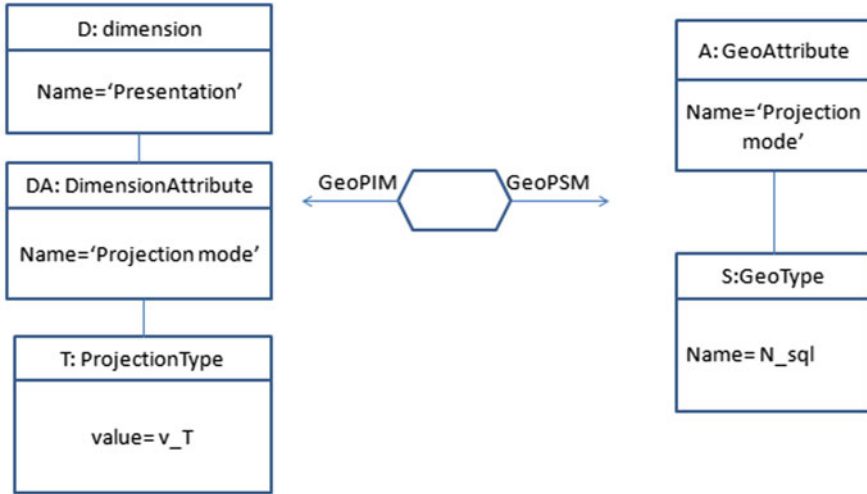 D: dimension
Name=‘Presentation’
DA: DimensionAttribute
Name=‘Projection mode’
T: ProjectionType
value= v_T
GeoPIM
GeoPSM
A: GeoAttribute
Name=‘Projection
mode’
S:GeoType
Name= N_sql